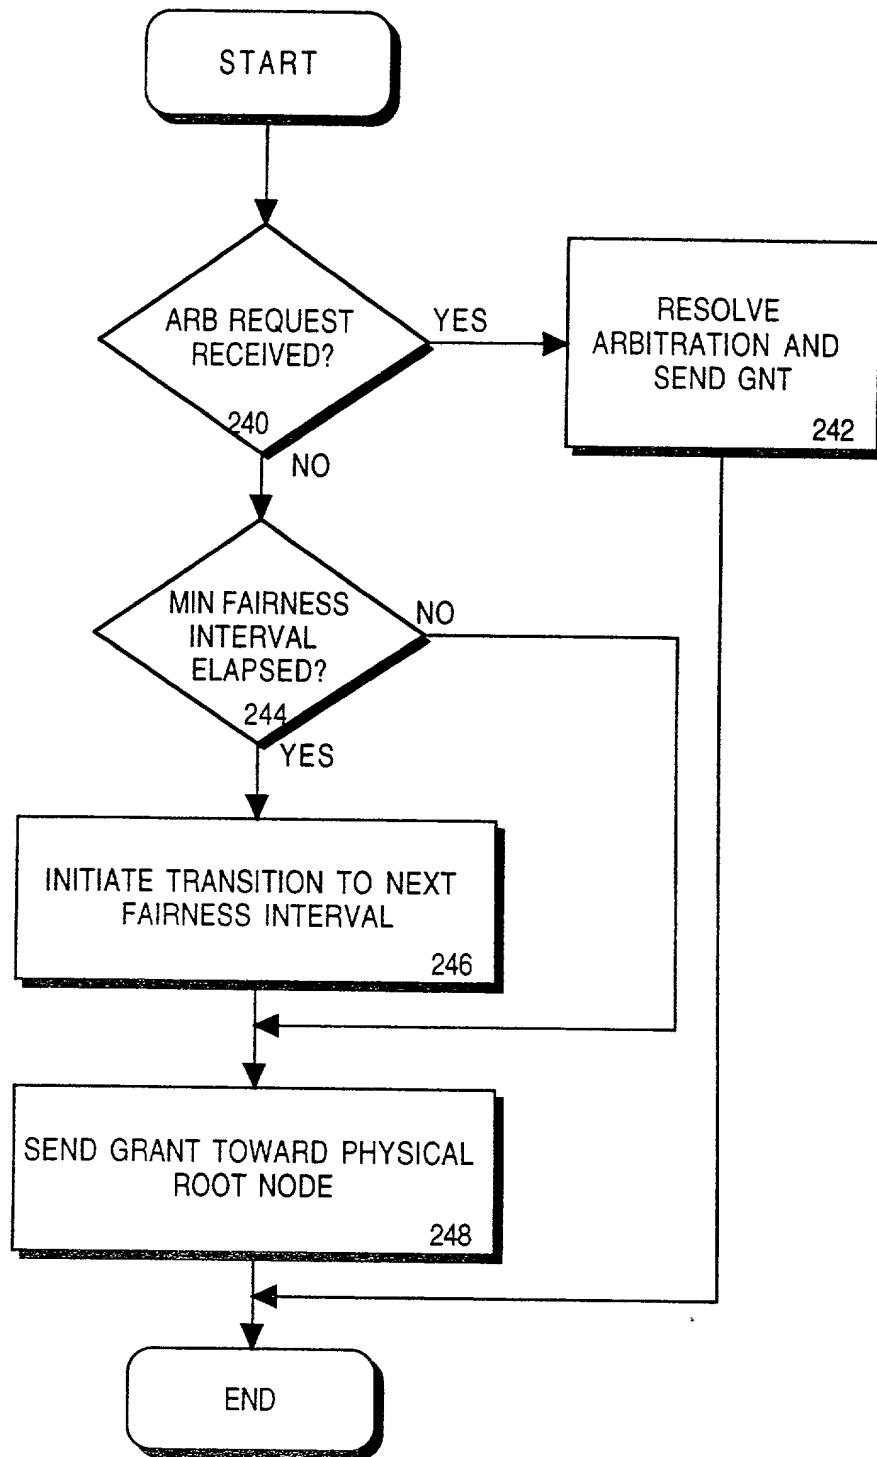 START
ARB REQUEST
RECEIVED?
240
YES
RESOLVE
ARBITRATION AND
SEND GNT
242
NO
MIN FAIRNESS
INTERVAL
ELAPSED?
244
NO
YES
INITIATE TRANSITION TO NEXT
FAIRNESS INTERVAL
246
SEND GRANT TOWARD PHYSICAL
ROOT NODE
248
END